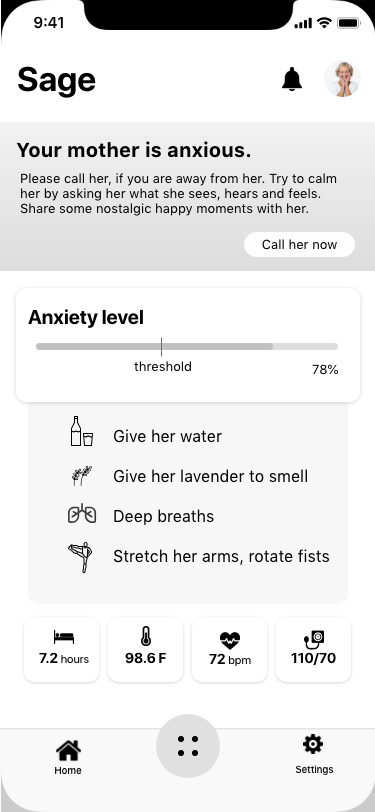 9:41
Sage
Your mother is anxious.
Please call her, if you are away from her. Try to calm
her by asking her what she sees, hears and feels.
Share some nostalgic happy moments with her.
Call her now
Anxiety level
threshold
78%
Give her water
Give her lavender to smell
Deep breaths
Stretch her arms, rotate fists
7.2 hours
98.6 F
72 bpm
110/70
Home
Settings